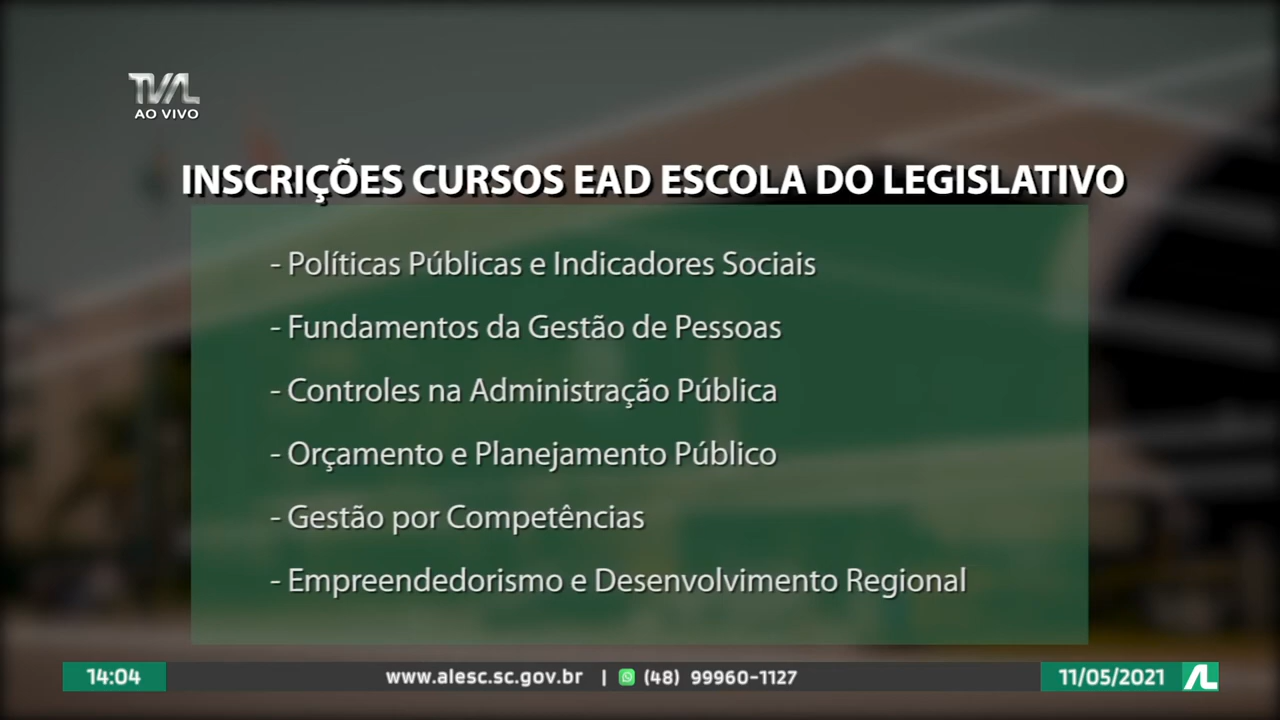 TVAL
AO VIVO
INSCRIÇÕES CURSOS EAD ESCOLA DO LEGISLATIVO
- Políticas Públicas e Indicadores Sociais
- Fundamentos da Gestão de Pessoas
- Controles na Administração Pública
- Orçamento e Planejamento Público
- Gestão por Competências
- Empreendedorismo e Desenvolvimento Regional
14:04 www.alesc.sc.gov.br | (48) 99960-1127 11/05/2021 AL